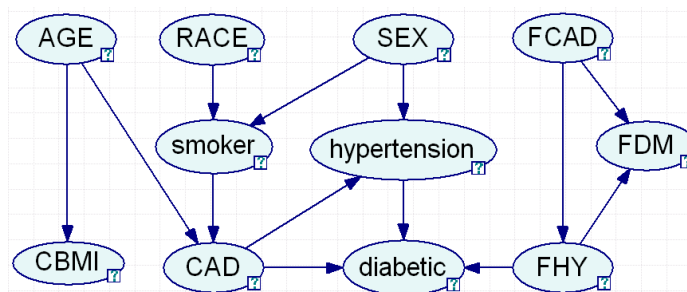 AGE RACE SEX FCAD
smoker hypertension FDM
CBMI CAD diabetic FHY